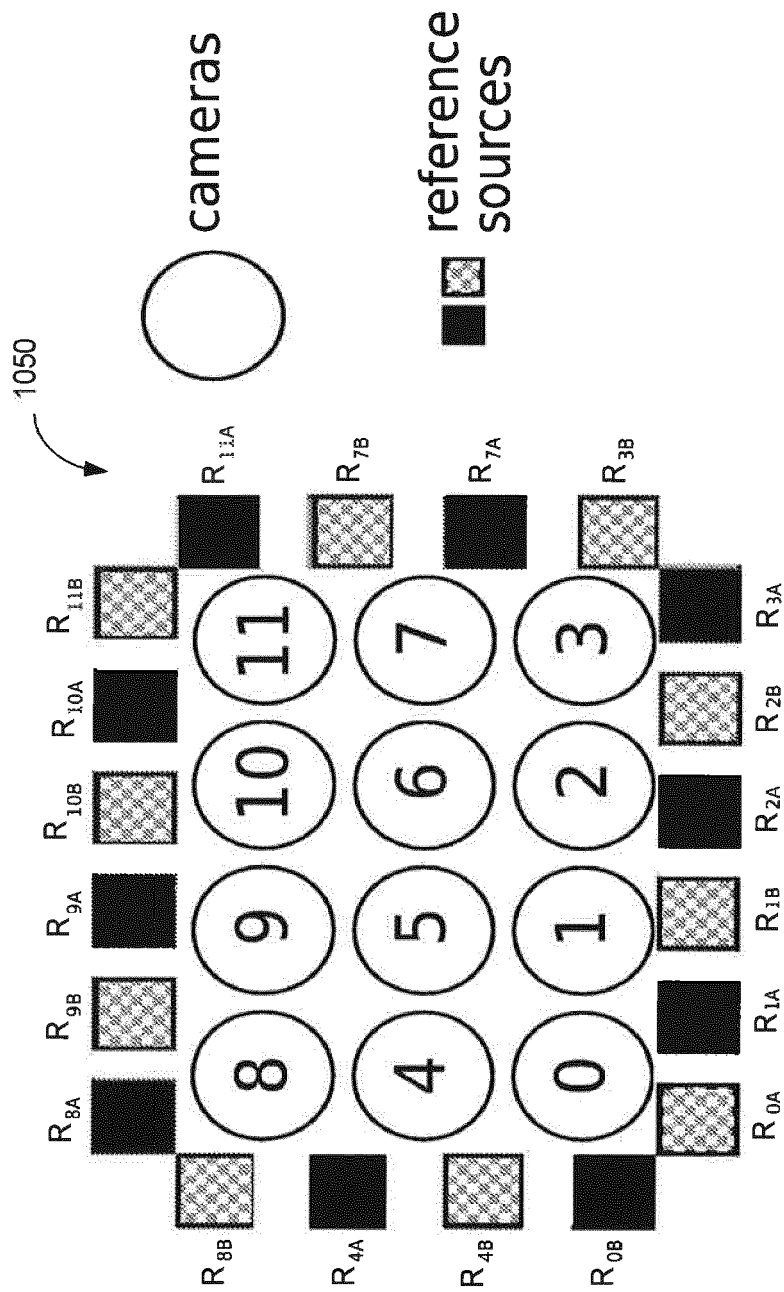 1050
R11B
R10A
R10B
R9A
R9B
R8A
R11A
R7B
R7A
R3B
R8B
R4A
R4B
R0B
8
9
10
11
4
5
6
7
0
1
2
3
R0A
R1A
R1B
R2A
R2B
R3A
cameras
reference
sources